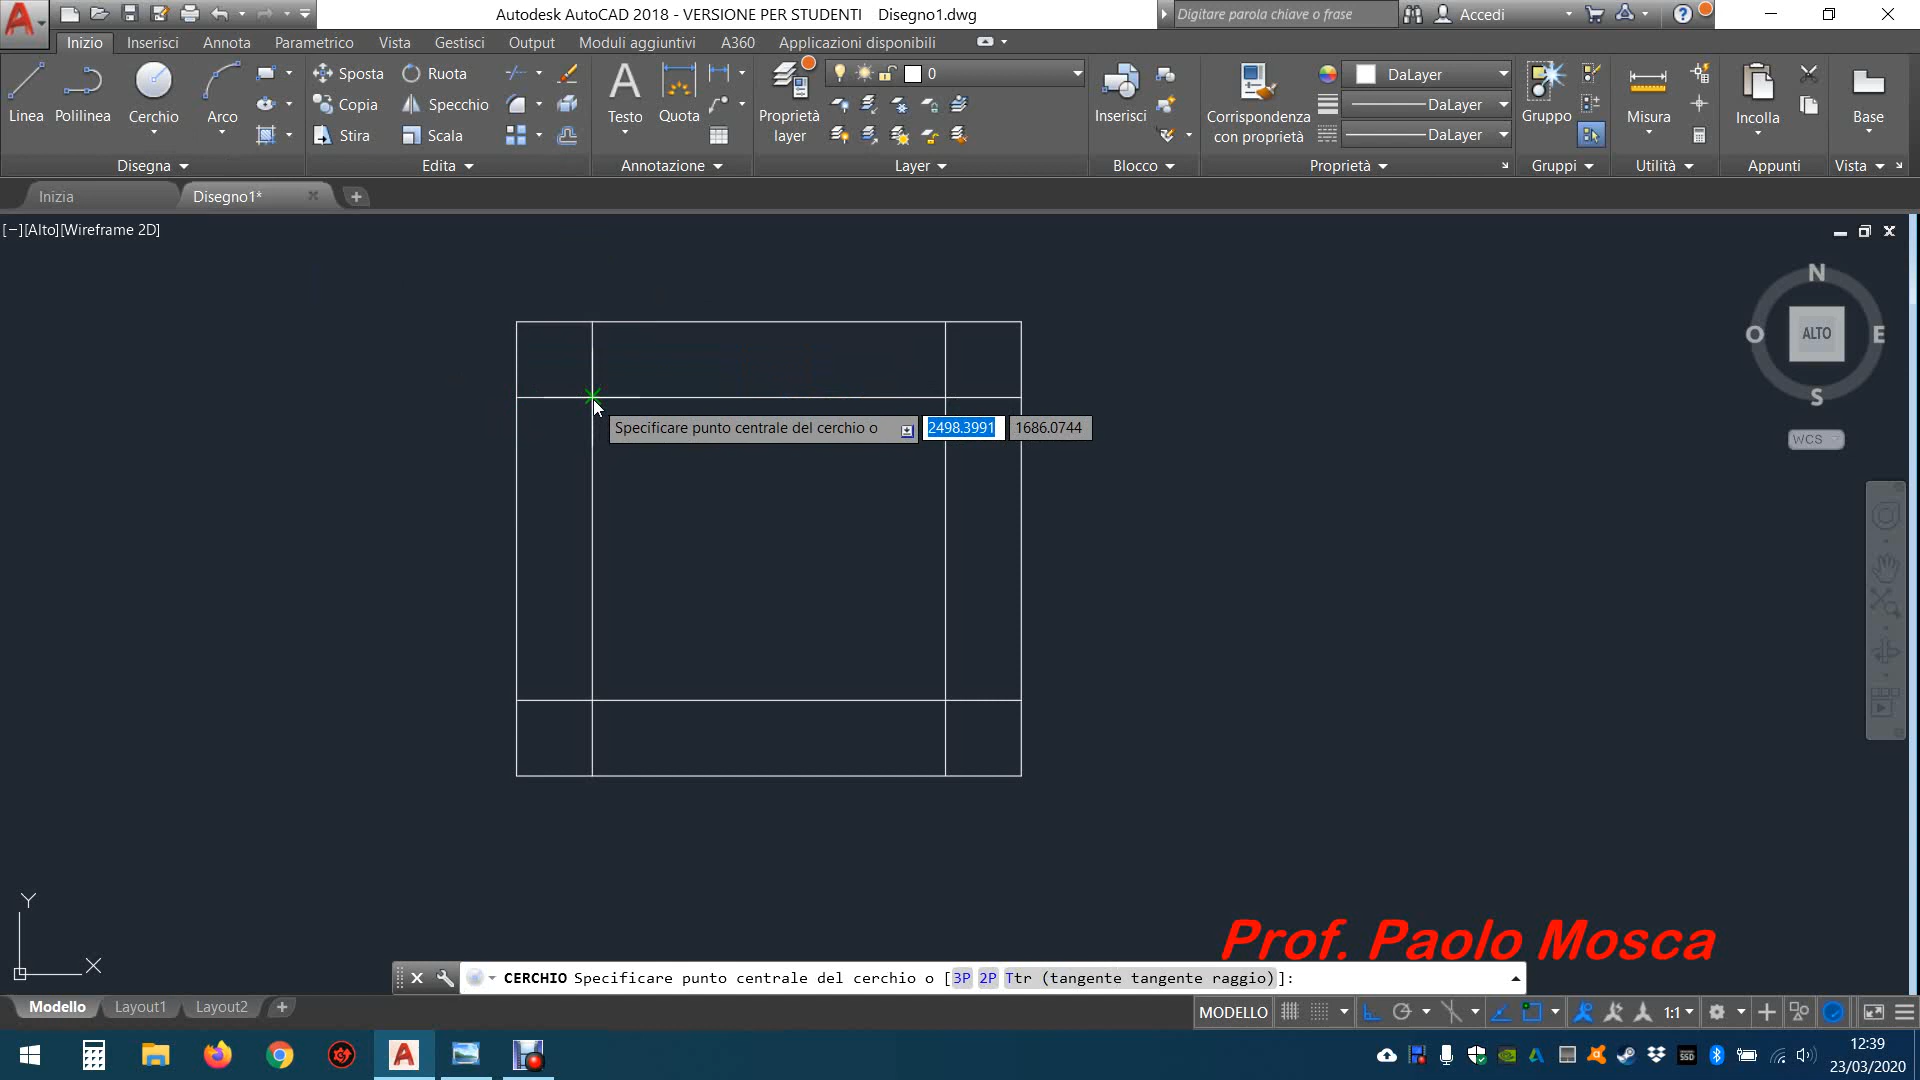 Autodesk AutoCAD 2018 - VERSIONE PER STUDENTI Disegno1.dwg
Digitare parola chiave o frase
Accedi
Inizio Inserisci Annota Parametrico Vista Gestisci Output Moduli aggiuntivi A360 Applicazioni disponibili
Linea Polilinea Cerchio Arco
Sposta Ruota
Copia Specchio
Stira Scala
Testo Quota
Proprietà layer
0
Inserisci
Corrispondenza con proprietà
DaLayer
DaLayer
DaLayer
Gruppo
Misura
Incolla
Base
Disegna Edita Annotazione Layer Blocco Proprietà Gruppi Utilità Appunti Vista
Inizia Disegno1*
[−][Alto][Wireframe 2D]
N
O ALTO E
S
WCS
Specificare punto centrale del cerchio o 2498.3991 1686.0744
Y
X
Prof. Paolo Mosca
CERCHIO Specificare punto centrale del cerchio o [3P 2P Ttr (tangente tangente raggio)]:
Modello Layout1 Layout2
MODELLO 1:1
SSD
12:39
23/03/2020